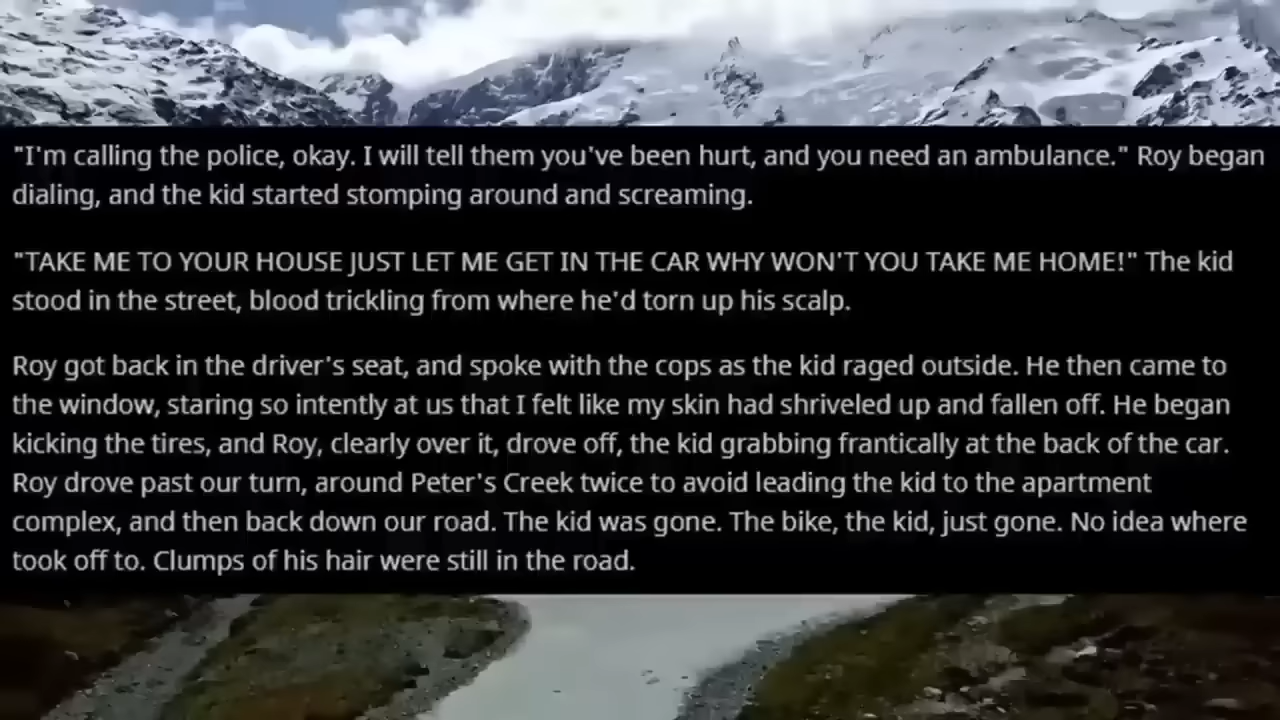 "I'm calling the police, okay. I will tell them you've been hurt, and you need an ambulance." Roy began
dialing, and the kid started stomping around and screaming.
"TAKE ME TO YOUR HOUSE JUST LET ME GET IN THE CAR WHY WON'T YOU TAKE ME HOME!" The kid
stood in the street, blood trickling from where he'd torn up his scalp.
Roy got back in the driver's seat, and spoke with the cops as the kid raged outside. He then came to
the window, staring so intently at us that I felt like my skin had shriveled up and fallen off. He began
kicking the tires, and Roy, clearly over it, drove off, the kid grabbing frantically at the back of the car.
Roy drove past our turn, around Peter's Creek twice to avoid leading the kid to the apartment
complex, and then back down our road. The kid was gone. The bike, the kid, just gone. No idea where
took off to. Clumps of his hair were still in the road.